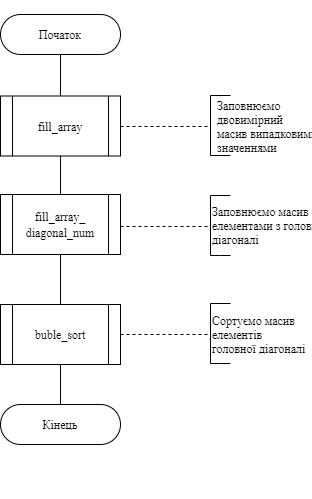 Початок
fill_array
Заповнюємо
двовимірний
масив випадковим
значеннями
fill_array_
diagonal_num
Заповнюємо масив
елементами з голов
діагоналі
buble_sort
Сортуємо масив
елементів
головної діагоналі
Кінець